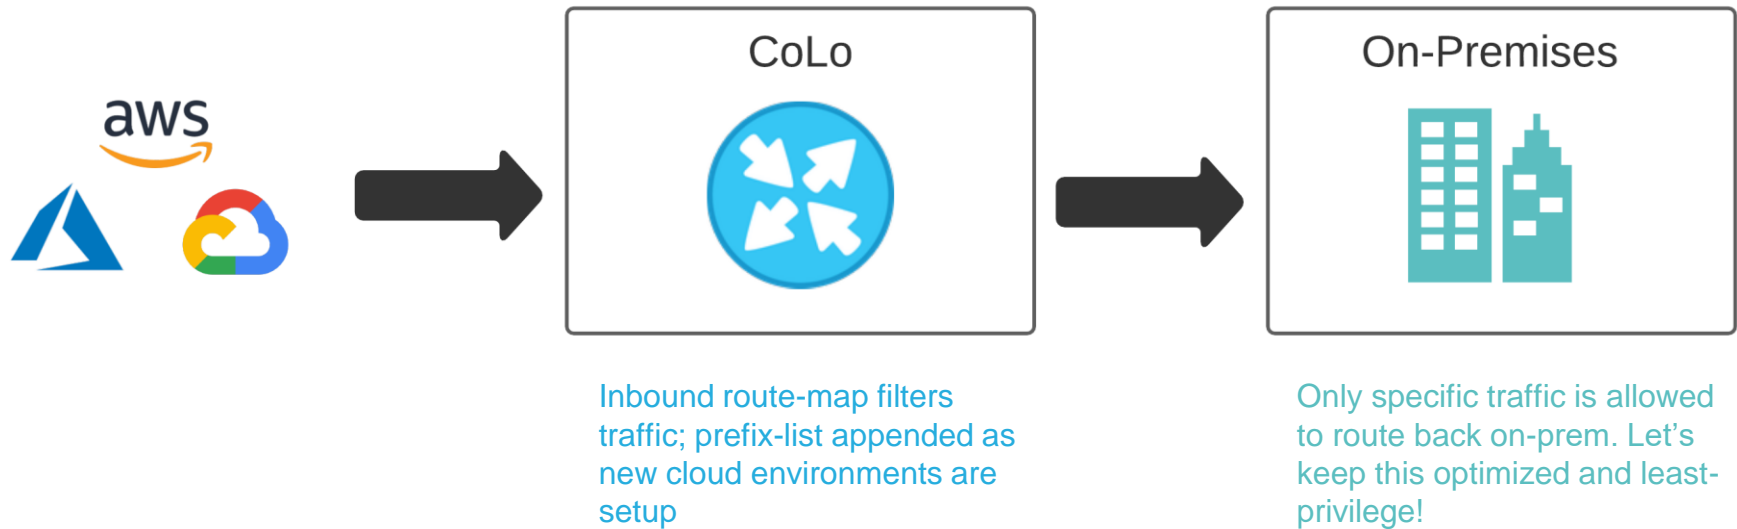 CoLo
On-Premises
aws
Inbound route-map filters
traffic; prefix-list appended as
new cloud environments are
setup
Only specific traffic is allowed
to route back on-prem. Let’s
keep this optimized and least-
privilege!